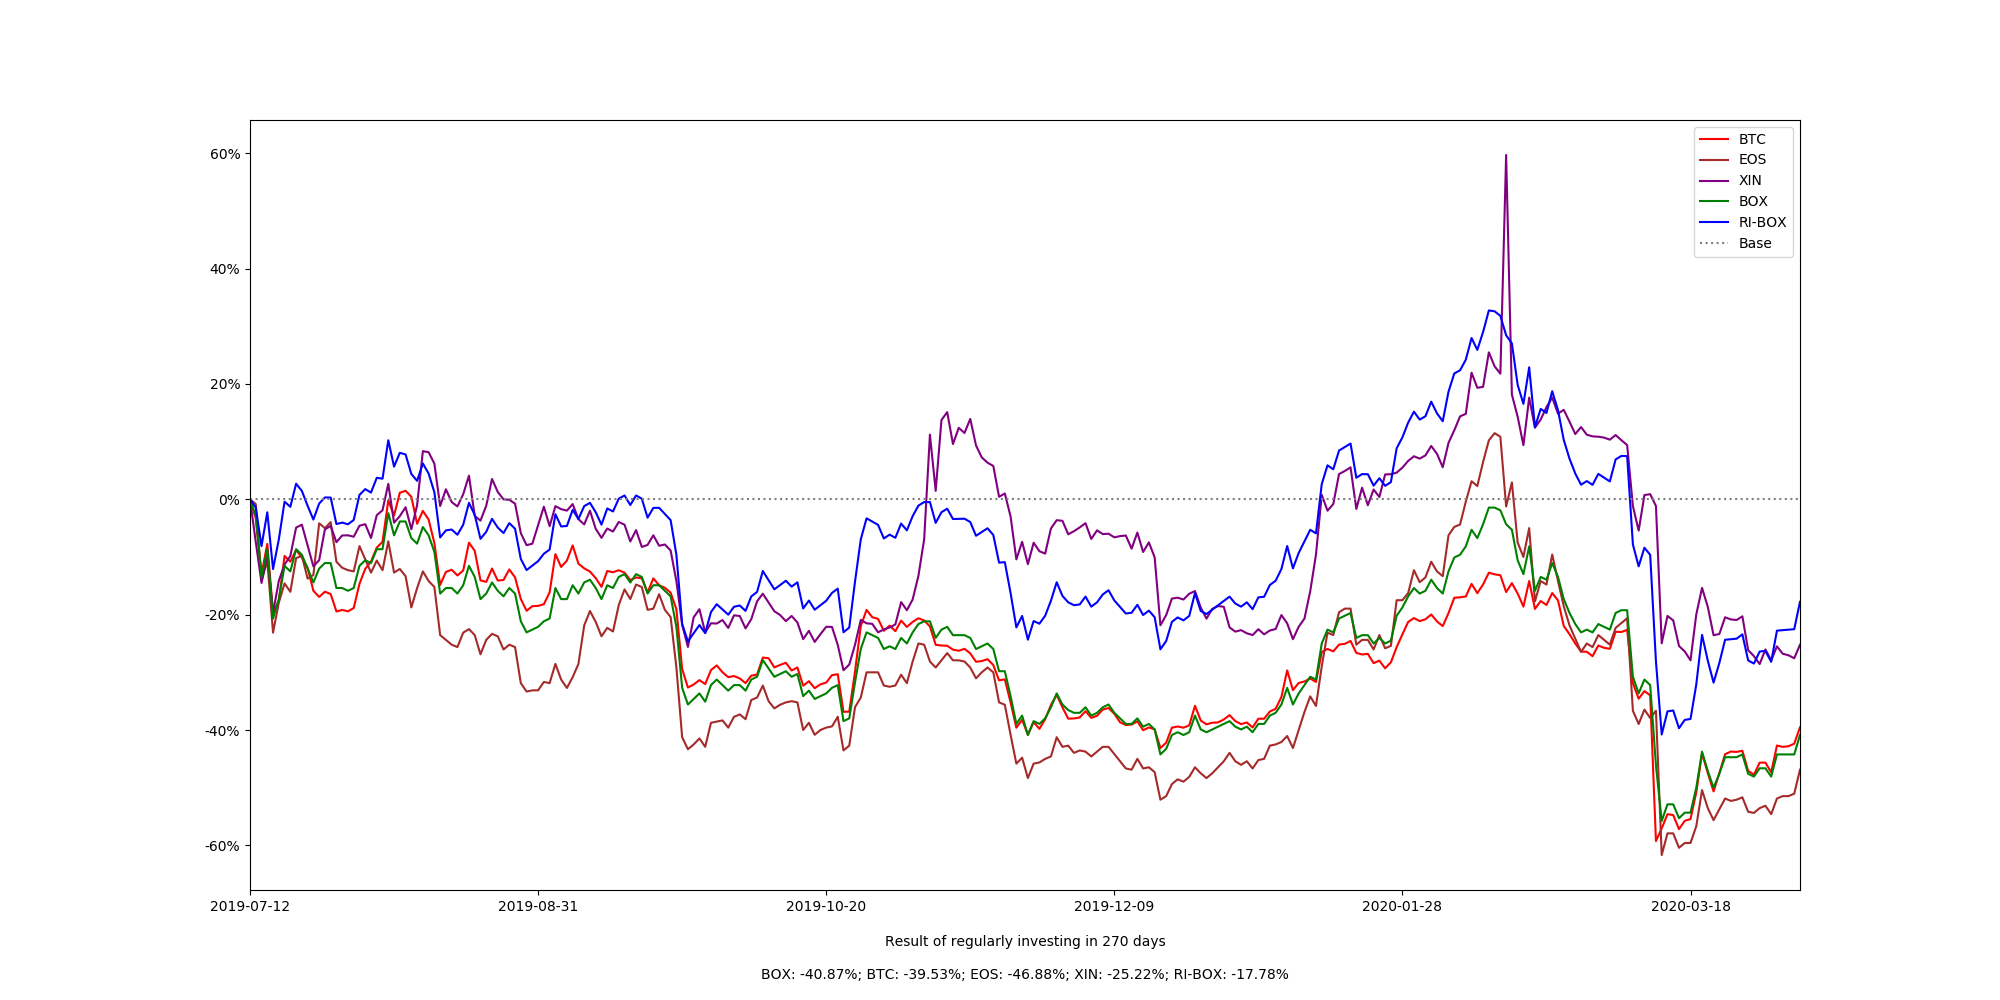 60%
40%
20%
0%
-20%
-40%
-60%
BTC
EOS
XIN
BOX
RI-BOX
Base
2019-07-12 2019-08-31 2019-10-20 2019-12-09 2020-01-28 2020-03-18
Result of regularly investing in 270 days
BOX: -40.87%; BTC: -39.53%; EOS: -46.88%; XIN: -25.22%; RI-BOX: -17.78%